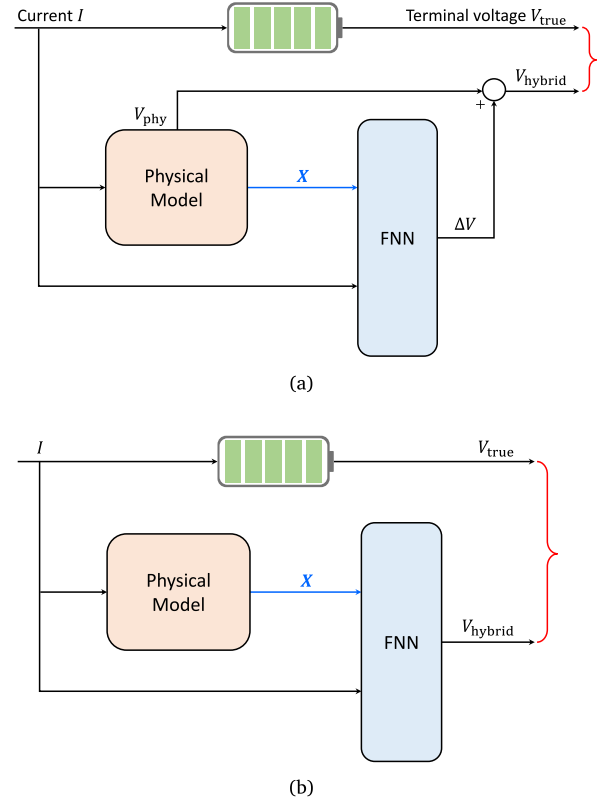 Current I
Terminal voltage V_true
V_hybrid
+
V_phy
Physical
Model
X
FNN
ΔV
(a)
I
V_true
Physical
Model
X
FNN
V_hybrid
(b)